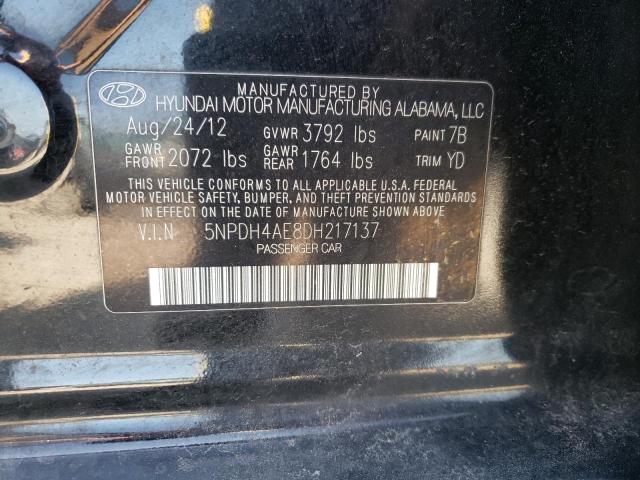 MANUFACTURED BY
HYUNDAI MOTOR MANUFACTURING ALABAMA, LLC
Aug/24/12 GVWR 3792 lbs PAINT 7B
GAWR FRONT 2072 lbs GAWR REAR 1764 lbs TRIM YD
THIS VEHICLE CONFORMS TO ALL APPLICABLE U.S.A. FEDERAL
MOTOR VEHICLE SAFETY, BUMPER, AND THEFT PREVENTION STANDARDS
IN EFFECT ON THE DATE OF MANUFACTURE SHOWN ABOVE.
V.I.N 5NPDH4AE8DH217137
PASSENGER CAR